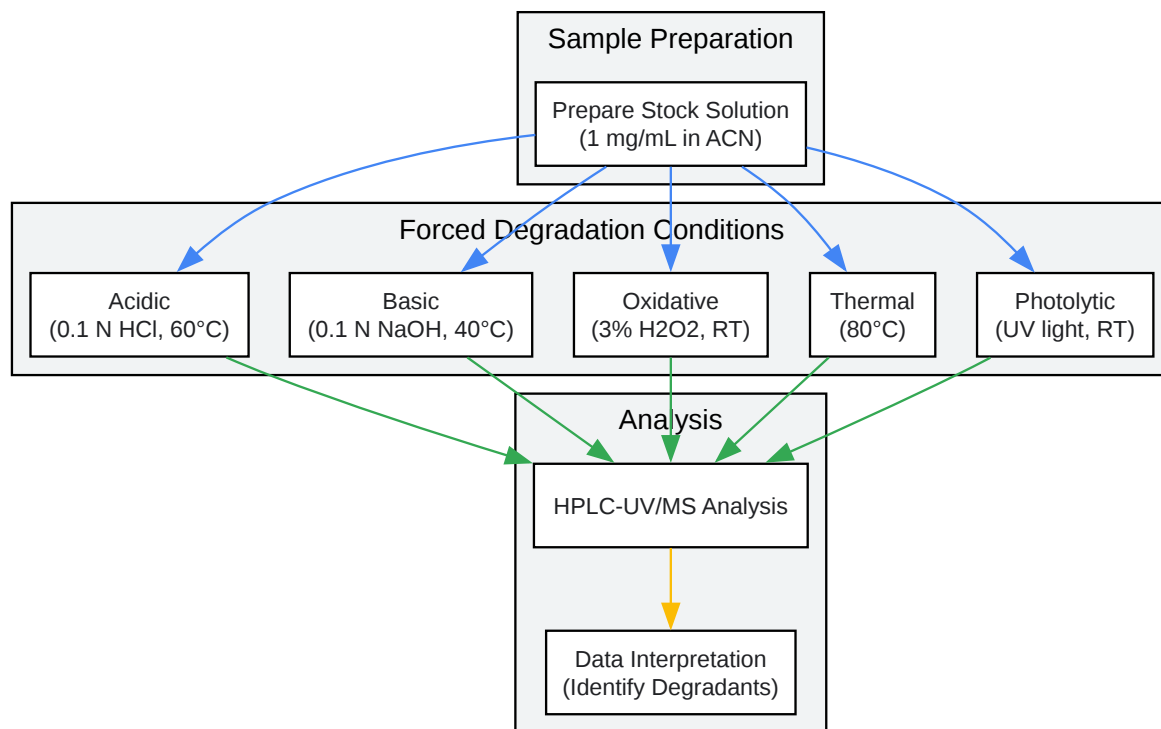 Sample Preparation
Prepare Stock Solution
(1 mg/mL in ACN)
Forced Degradation Conditions
Acidic
(0.1 N HCl, 60°C)
Basic
(0.1 N NaOH, 40°C)
Oxidative
(3% H2O2, RT)
Thermal
(80°C)
Photolytic
(UV light, RT)
Analysis
HPLC-UV/MS Analysis
Data Interpretation
(Identify Degradants)